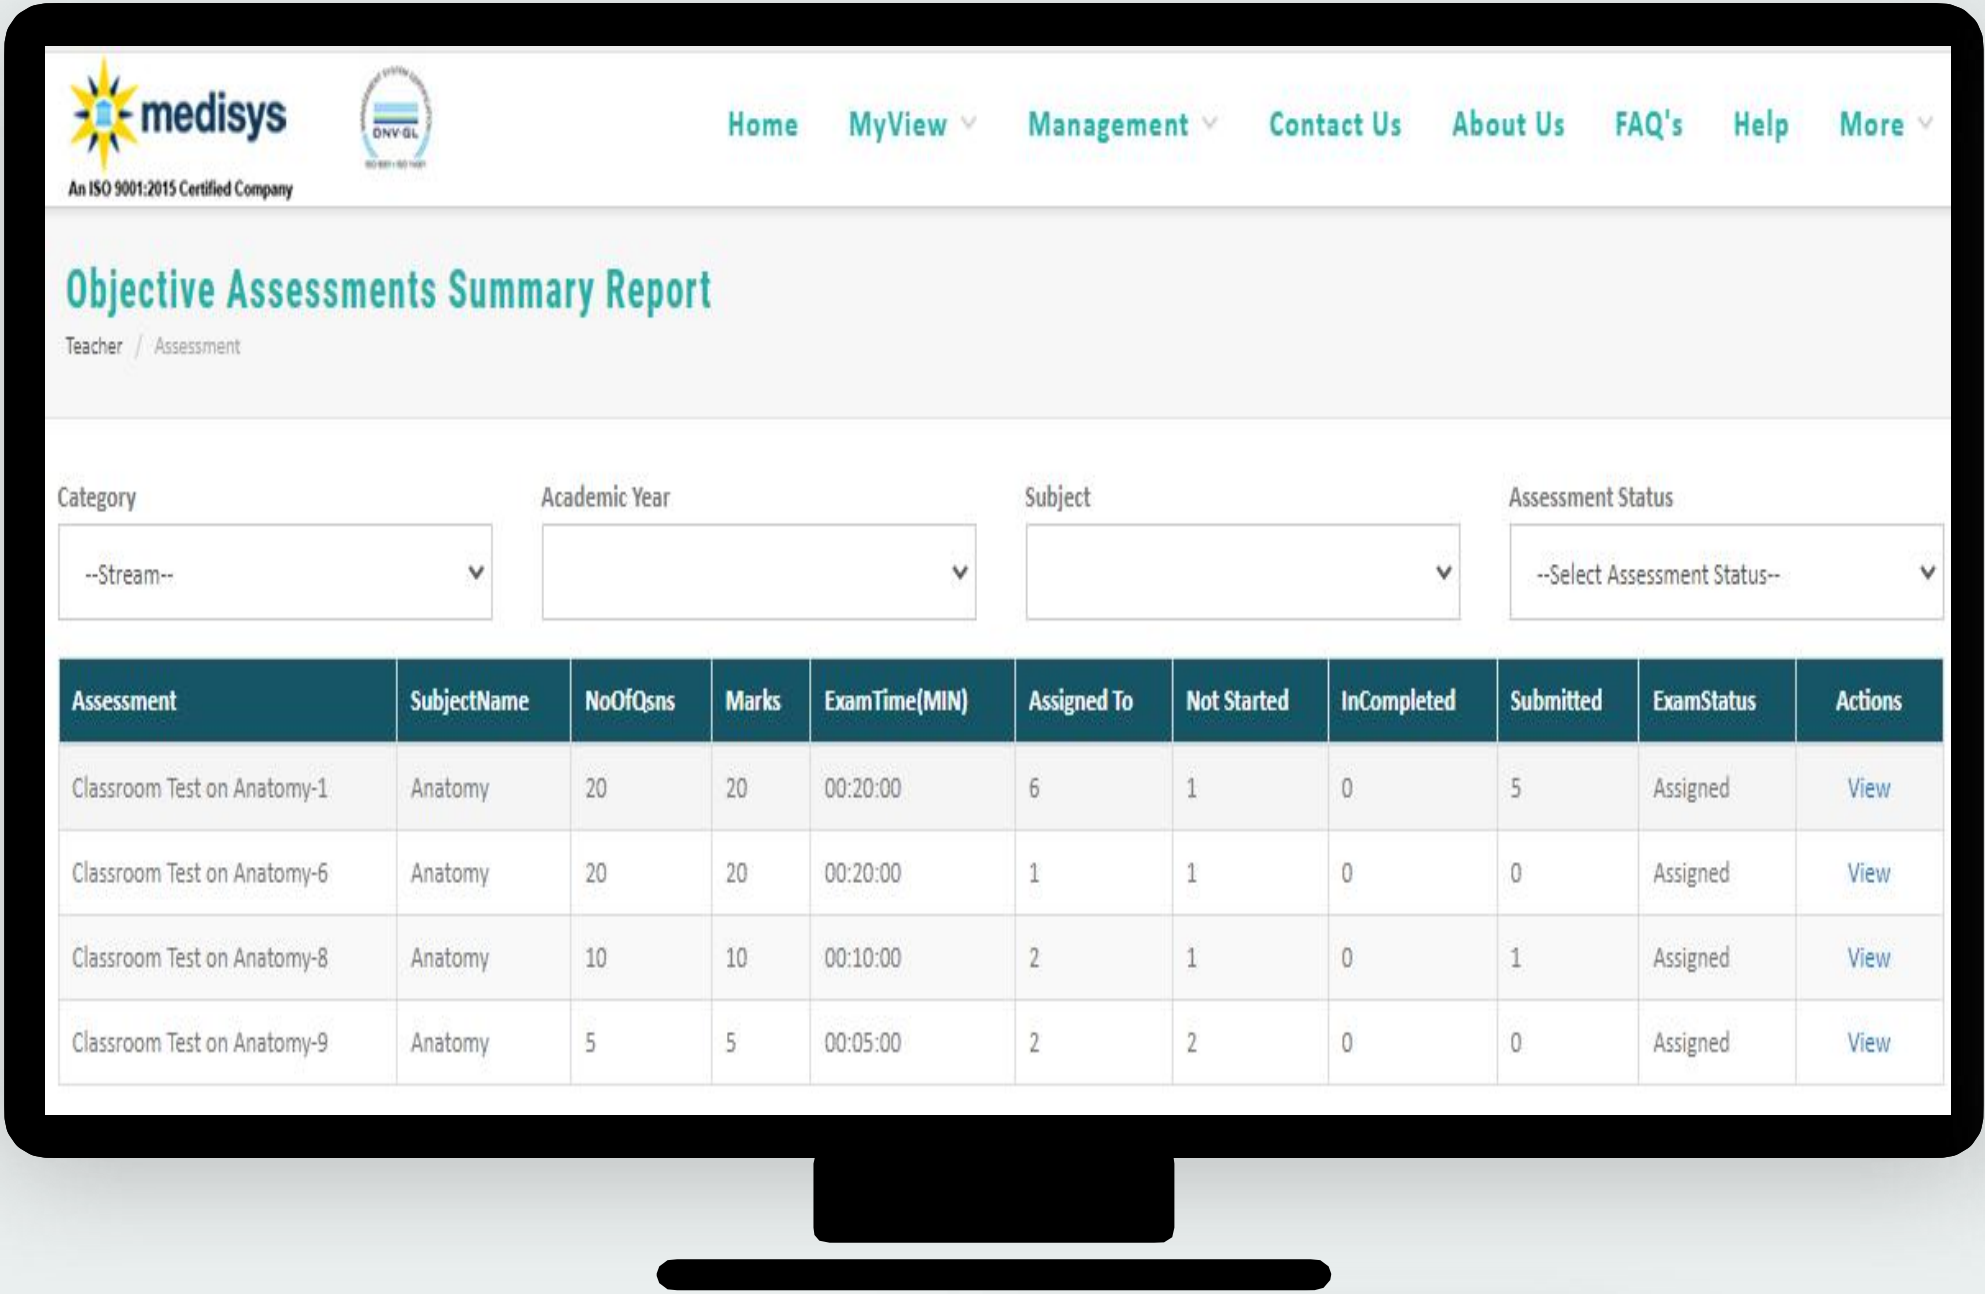 medisys
DNV·GL
An ISO 9001:2015 Certified Company
Home MyView Management Contact Us About Us FAQ's Help More
Objective Assessments Summary Report
Teacher / Assessment
Category Academic Year Subject Assessment Status
--Stream-- --Select Assessment Status--
Assessment SubjectName NoOfQsns Marks ExamTime(MIN) Assigned To Not Started InCompleted Submitted ExamStatus Actions
Classroom Test on Anatomy-1 Anatomy 20 20 00:20:00 6 1 0 5 Assigned View
Classroom Test on Anatomy-6 Anatomy 20 20 00:20:00 1 1 0 0 Assigned View
Classroom Test on Anatomy-8 Anatomy 10 10 00:10:00 2 1 0 1 Assigned View
Classroom Test on Anatomy-9 Anatomy 5 5 00:05:00 2 2 0 0 Assigned View